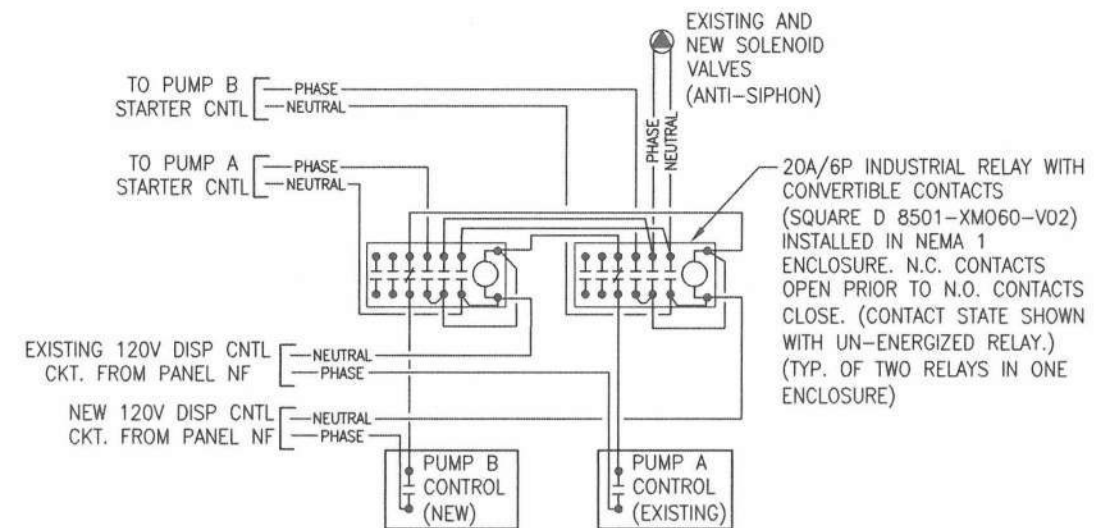 EXISTING AND
NEW SOLENOID
VALVES
(ANTI-SIPHON)
TO PUMP B
STARTER CNTL
PHASE
NEUTRAL
PHASE
NEUTRAL
TO PUMP A
STARTER CNTL
PHASE
NEUTRAL
20A/6P INDUSTRIAL RELAY WITH
CONVERTIBLE CONTACTS
(SQUARE D 8501-XMO60-V02)
INSTALLED IN NEMA 1
ENCLOSURE. N.C. CONTACTS
OPEN PRIOR TO N.O. CONTACTS
CLOSE. (CONTACT STATE SHOWN
WITH UN-ENERGIZED RELAY.)
(TYP. OF TWO RELAYS IN ONE
ENCLOSURE)
EXISTING 120V DISP CNTL
CKT. FROM PANEL NF
NEUTRAL
PHASE
NEW 120V DISP CNTL
CKT. FROM PANEL NF
NEUTRAL
PHASE
PUMP B
CONTROL
(NEW)
PUMP A
CONTROL
(EXISTING)